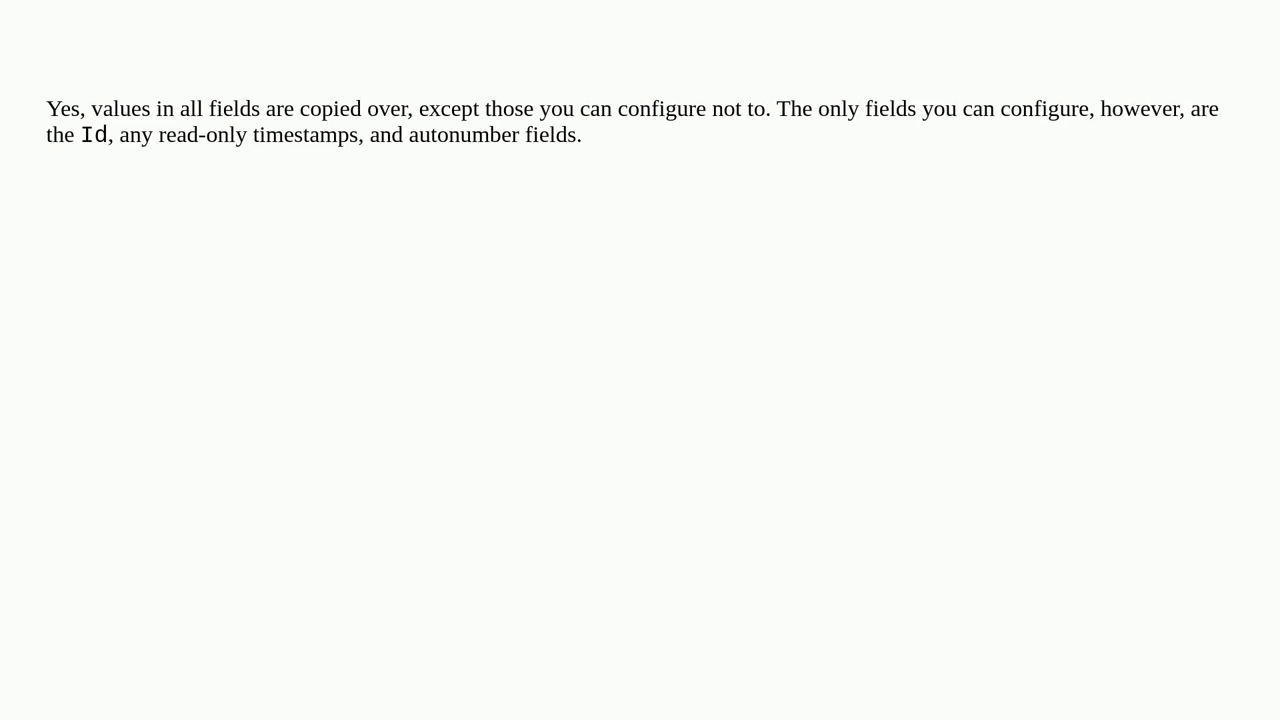 Yes, values in all fields are copied over, except those you can configure not to. The only fields you can configure, however, are
the Id, any read-only timestamps, and autonumber fields.